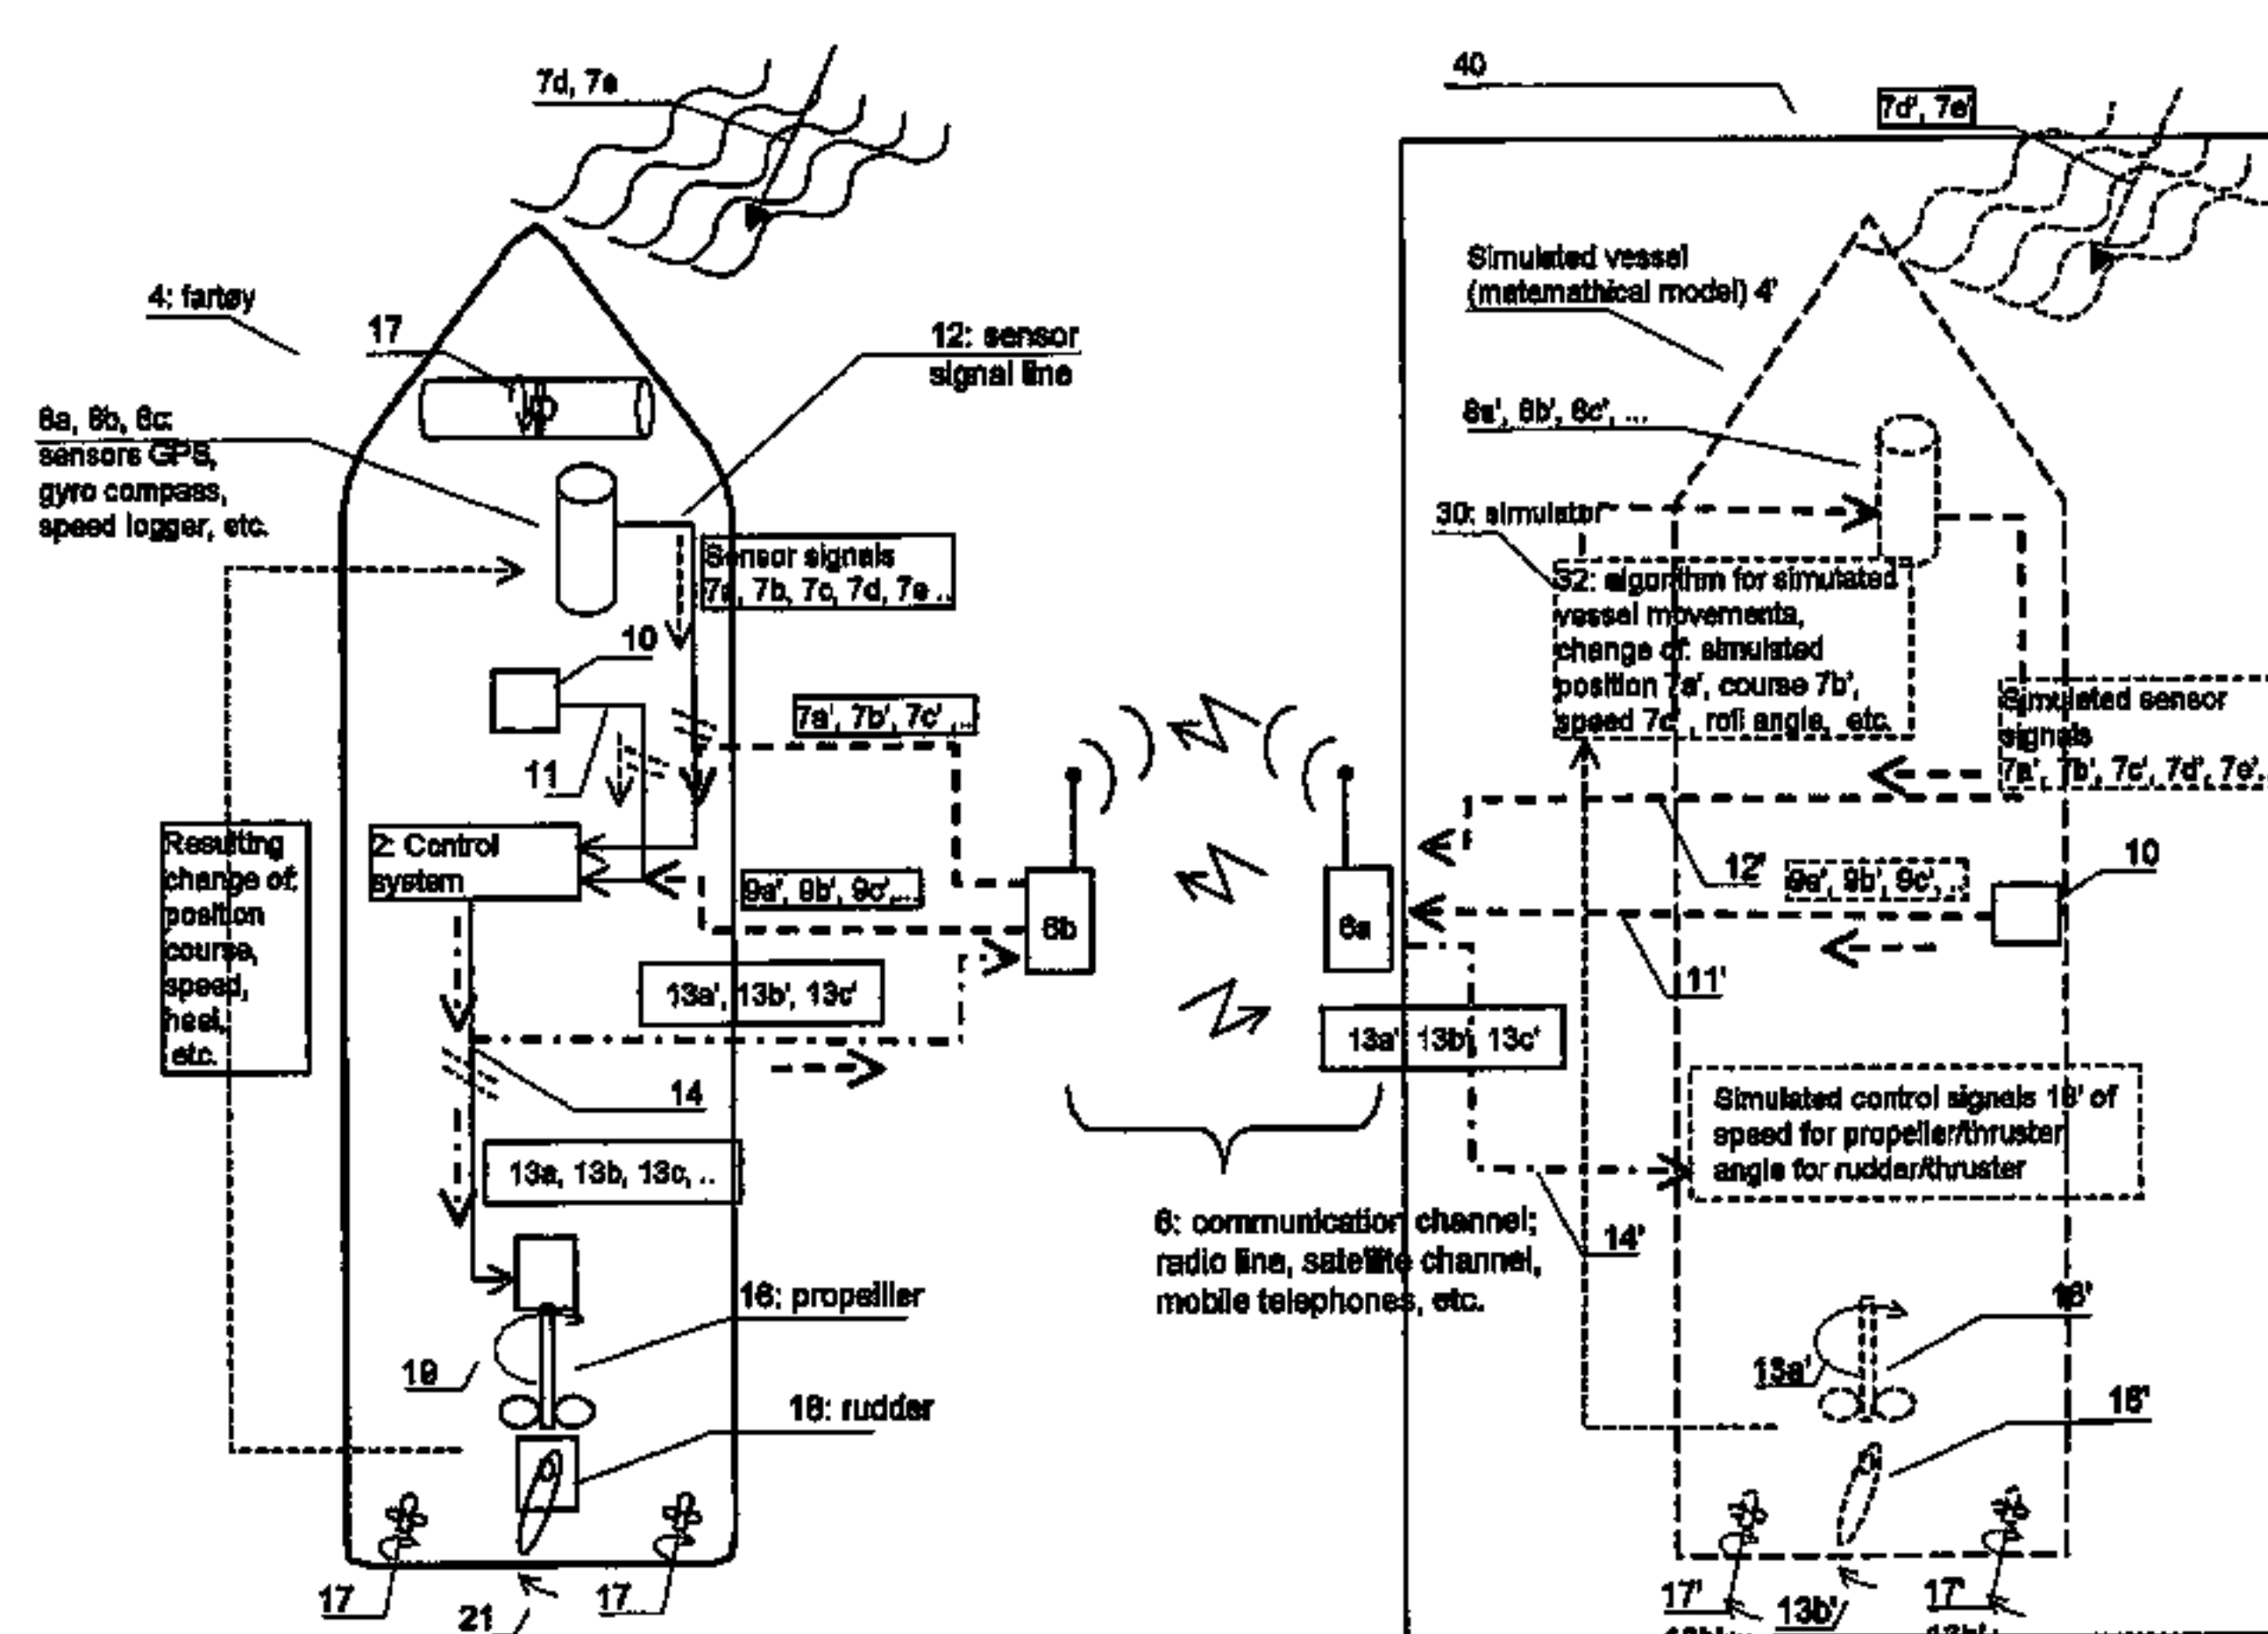 7d, 7e
4: fartøy
17
12: sensor
signal line
8a, 8b, 8c:
sensors GPS,
gyro compass,
speed logger, etc.
Sensor signals
7a, 7b, 7c, 7d, 7e ..
10
7a', 7b', 7c' ...
11
Resulting
change of:
position
course,
speed,
heel,
etc.
2: Control
system
9a', 9b', 9c',...
6b
6a
13a', 13b', 13c'
14
13a, 13b, 13c, ..
6: communication channel;
radio line, satellite channel,
mobile telephones, etc.
16: propeller
19
18: rudder
17
21
17
40
7d', 7e'
Simulated vessel
(matemathical model) 4'
8a', 8b', 8c', ...
30: simulator
32: algorithm for simulated
vessel movements,
change of: simulated
position 7a', course 7b',
speed 7c' , roll angle, etc.
Simulated sensor
signals
7a', 7b', 7c', 7d', 7e'..
12'
9a', 9b', 9c', ..
10
11'
13a' 13b', 13c'
Simulated control signals 13' of
speed for propeller/thruster
angle for rudder/thruster
14'
16'
13a'
18'
17'
13b'
17'